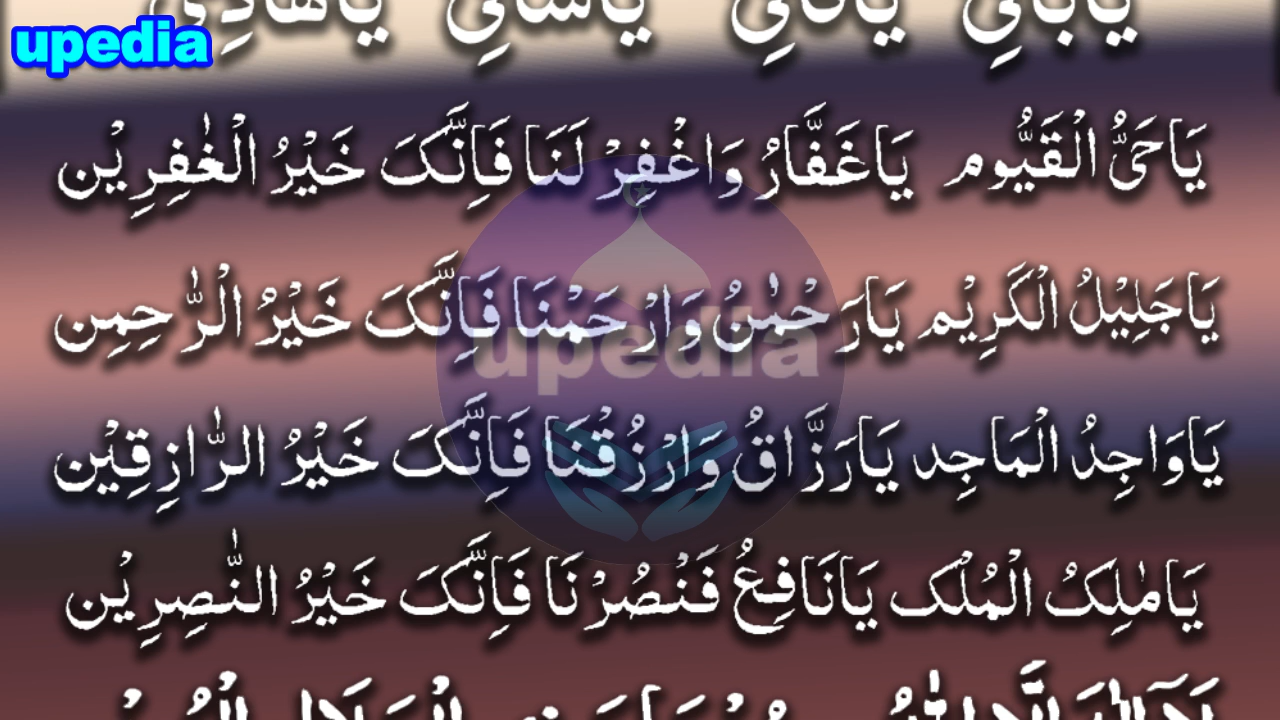 upedia
يَاحَيُّ الْقَيُّوم يَاغَفَّارُ وَاغْفِرْ لَنَا فَاِنَّکَ خَيْرُ الْغٰفِرِيْن
يَاجَلِيْلُ الْكَرِيْم يَارَحْمٰنُ وَارْحَمْنَا فَاِنَّکَ خَيْرُ الْرّٰحِمِن
يَاوَاجِدُ الْمَاجِد يَارَزَّاقُ وَارْزُقْنَا فَاِنَّکَ خَيْرُ الرّٰازِقِيْن
upedia
يَامٰلِکُ الْمُلْک يَانَافِعُ فَنْصُرْنَا فَاِنَّکَ خَيْرُ النّٰصِرِيْن